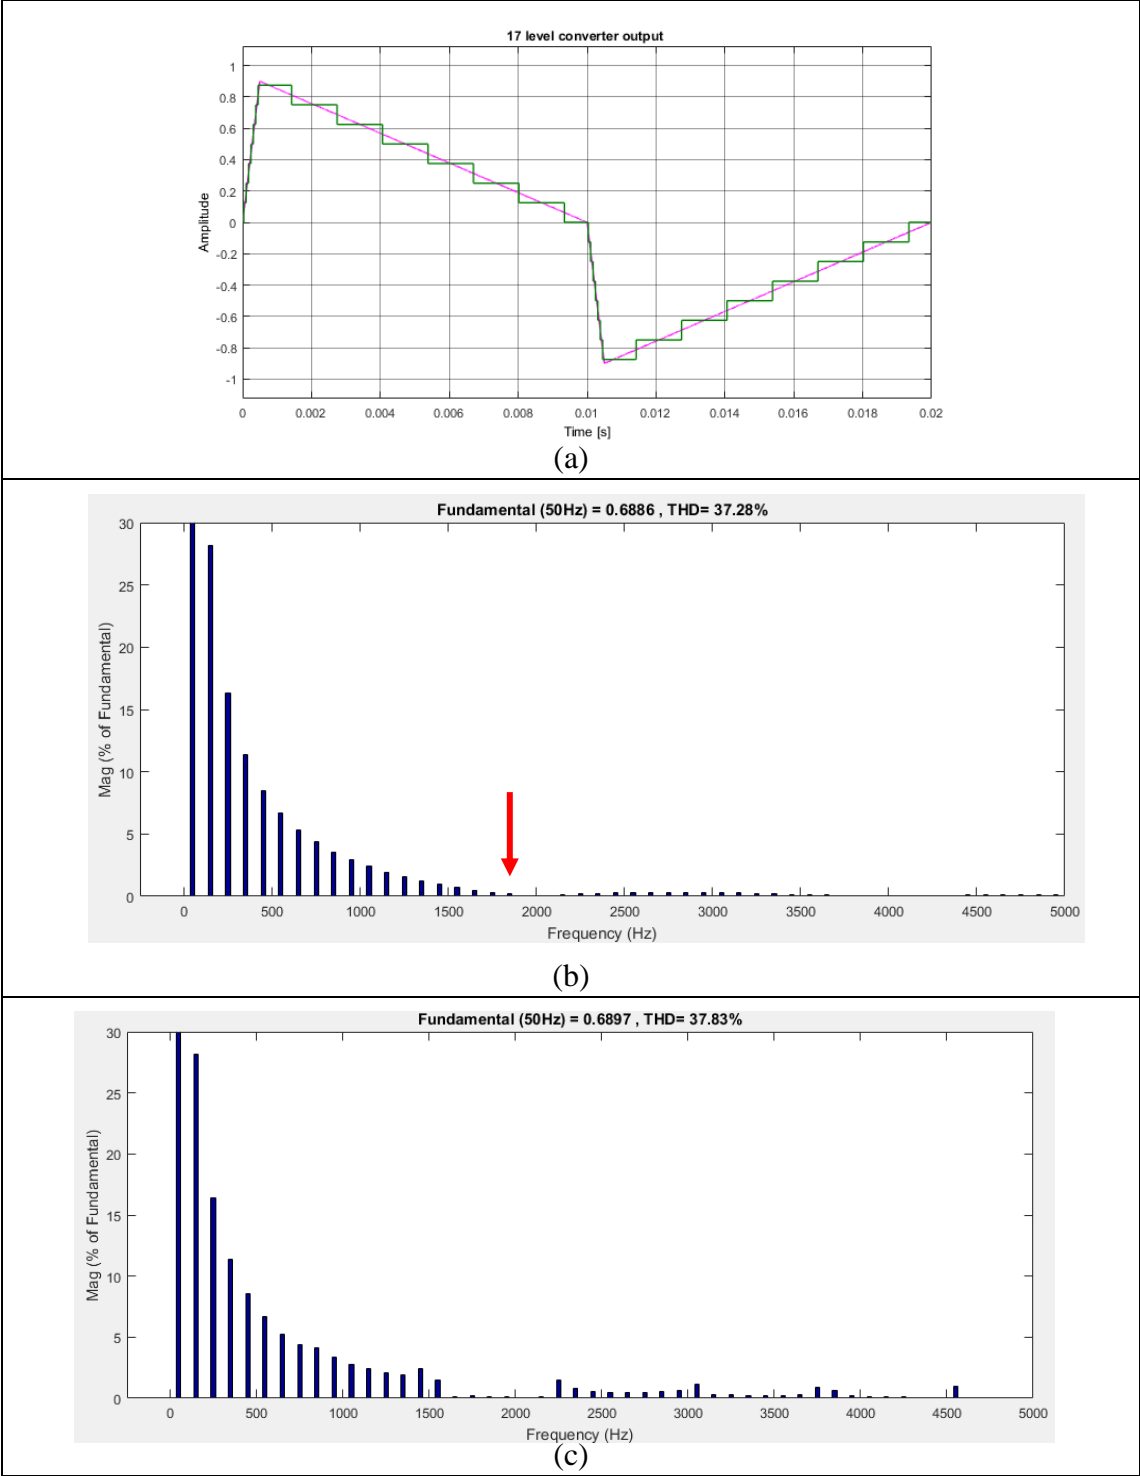 17 level converter output
1
0.8
0.6
0.4
0.2
0
-0.2
-0.4
-0.6
-0.8
-1
Amplitude
0 0.002 0.004 0.006 0.008 0.01 0.012 0.014 0.016 0.018 0.02
Time [s]
(a)
Fundamental (50Hz) = 0.6886 , THD= 37.28%
30
25
20
15
10
5
0
Mag (% of Fundamental)
0 500 1000 1500 2000 2500 3000 3500 4000 4500 5000
Frequency (Hz)
(b)
Fundamental (50Hz) = 0.6897 , THD= 37.83%
30
25
20
15
10
5
0
Mag (% of Fundamental)
0 500 1000 1500 2000 2500 3000 3500 4000 4500 5000
Frequency (Hz)
(c)